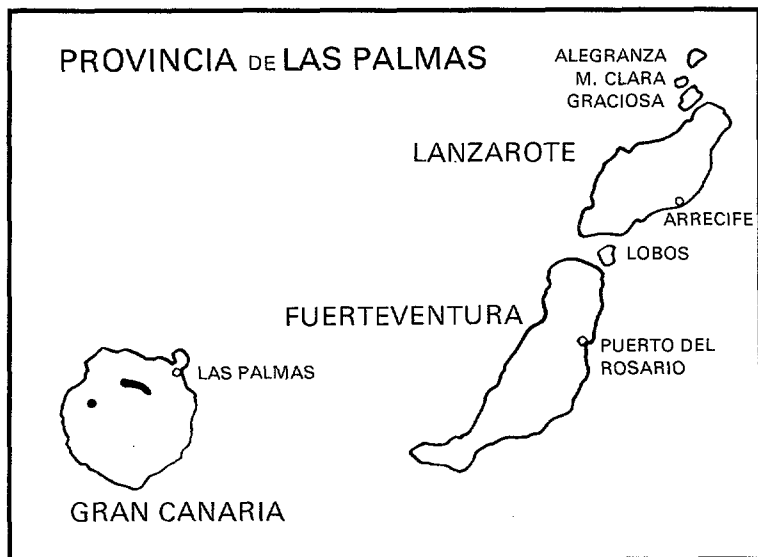 PROVINCIA DE LAS PALMAS
ALEGRANZA
M. CLARA
GRACIOSA
LANZAROTE
ARRECIFE
LOBOS
FUERTEVENTURA
PUERTO DEL
ROSARIO
LAS PALMAS
GRAN CANARIA